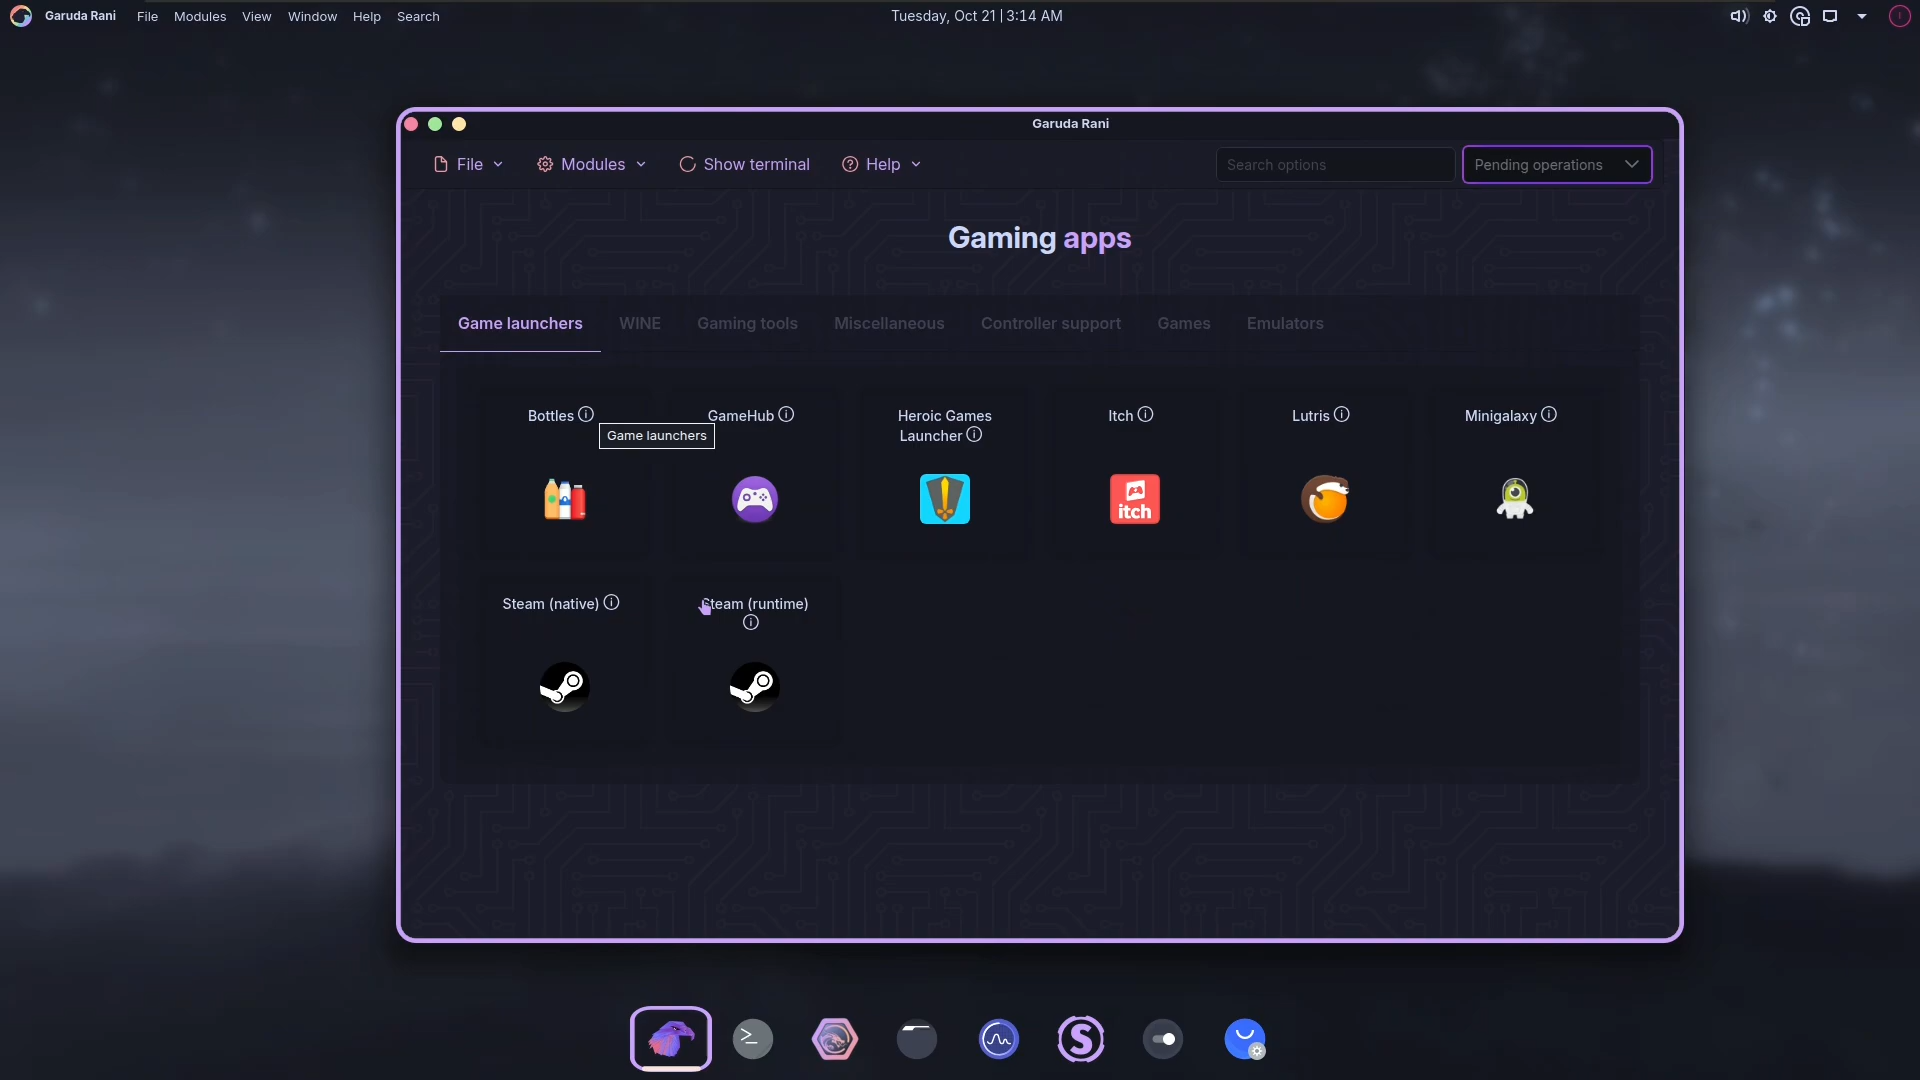 Garuda Rani File Modules View Window Help Search
Tuesday, Oct 21 | 3:14 AM
Garuda Rani
File Modules Show terminal Help
Search options
Pending operations
Gaming apps
Game launchers WINE Gaming tools Miscellaneous Controller support Games Emulators
Bottles
GameHub
Heroic Games
Launcher
Itch
Lutris
Minigalaxy
Game launchers
itch
Steam (native)
Steam (runtime)